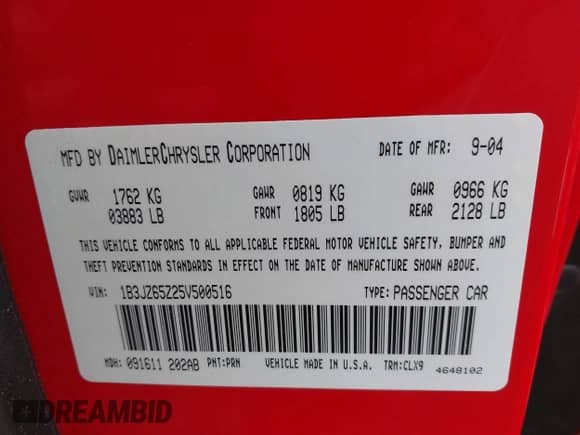 MFD BY DAIMLERCHRYSLER CORPORATION DATE OF MFR: 9-04
GVWR 1762 KG GAWR 0819 KG GAWR 0966 KG
03883 LB FRONT 1805 LB REAR 2128 LB
THIS VEHICLE CONFORMS TO ALL APPLICABLE FEDERAL MOTOR VEHICLE SAFETY, BUMPER AND
THEFT PREVENTION STANDARDS IN EFFECT ON THE DATE OF MANUFACTURE SHOWN ABOVE.
VIN: 1B3JZ65Z25V500516 TYPE: PASSENGER CAR
MDH: 091611 202AB PNT:PRN VEHICLE MADE IN U.S.A. TRM:CLX9
4648102
DREAMBID